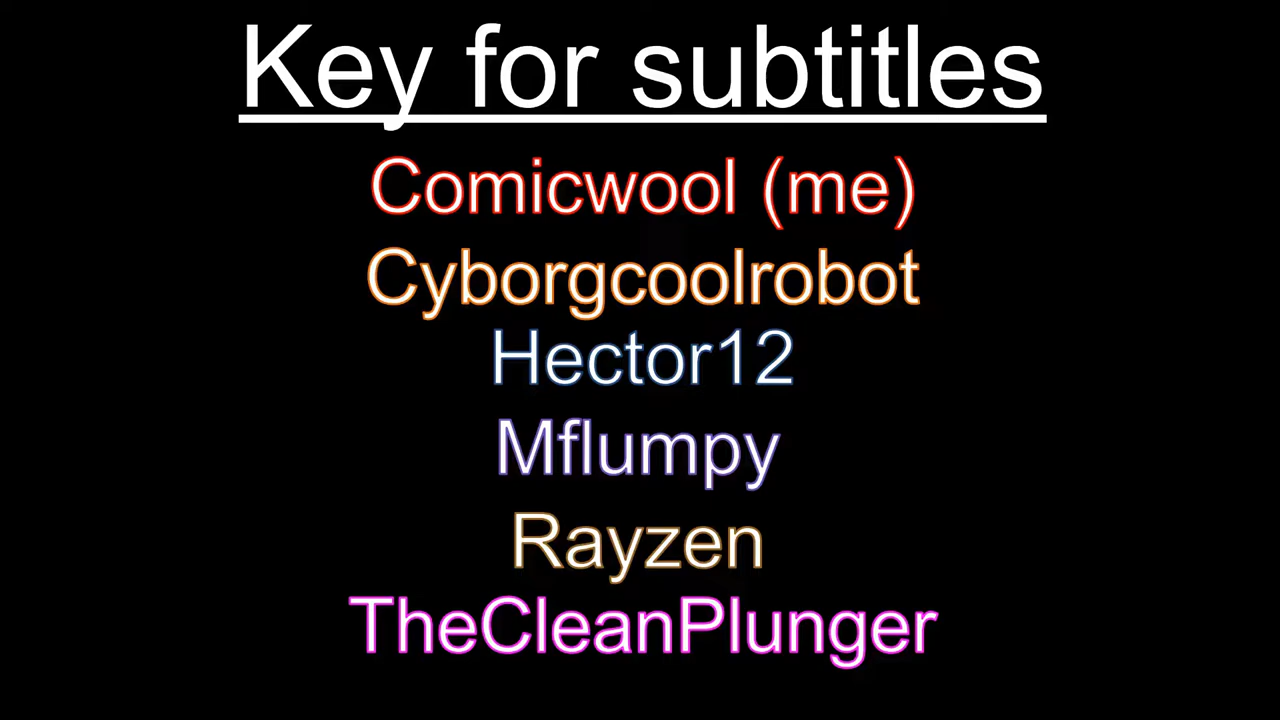 Key for subtitles
Comicwool (me)
Cyborgcoolrobot
Hector12
Mflumpy
Rayzen
TheCleanPlunger